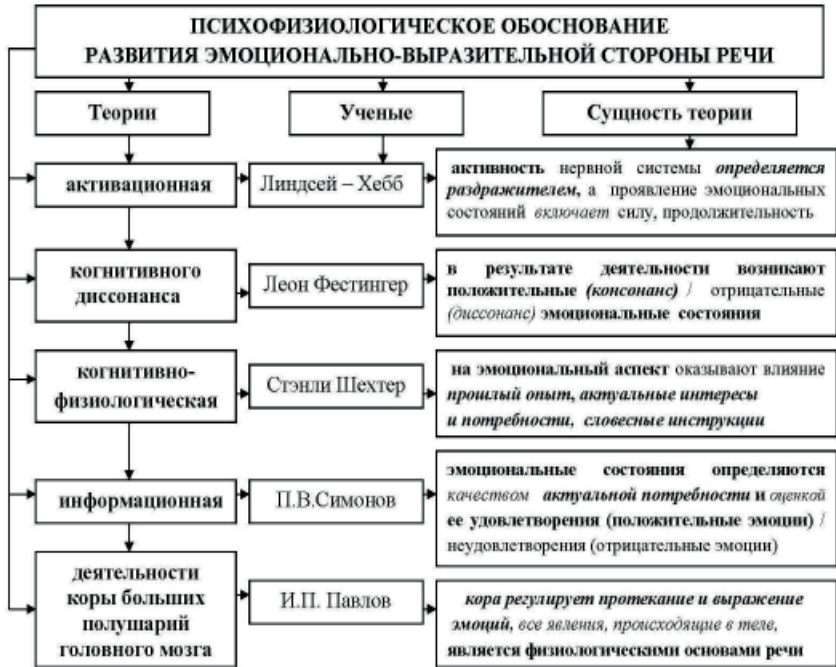 ПСИХОФИЗИОЛОГИЧЕСКОЕ ОБОСНОВАНИЕ
РАЗВИТИЯ ЭМОЦИОНАЛЬНО-ВЫРАЗИТЕЛЬНОЙ СТОРОНЫ РЕЧИ
Теории
Ученые
Сущность теории
активационная
Линдсей – Хебб
активность нервной системы определяется
раздражителем, а проявление эмоциональных
состояний включает силу, продолжительность
когнитивного
диссонанса
Леон Фестингер
в результате деятельности возникают
положительные (консонанс) / отрицательные
(диссонанс) эмоциональные состояния
когнитивно-
физиологическая
Стэнли Шехтер
на эмоциональный аспект оказывают влияние
прошлый опыт, актуальные интересы
и потребности, словесные инструкции
информационная
П.В.Симонов
эмоциональные состояния определяются
качеством актуальной потребности и оценкой
ее удовлетворения (положительные эмоции) /
неудовлетворения (отрицательные эмоции)
деятельности
коры больших
полушарий
головного мозга
И.П. Павлов
кора регулирует протекание и выражение
эмоций, все явления, происходящие в теле,
является физиологическими основами речи